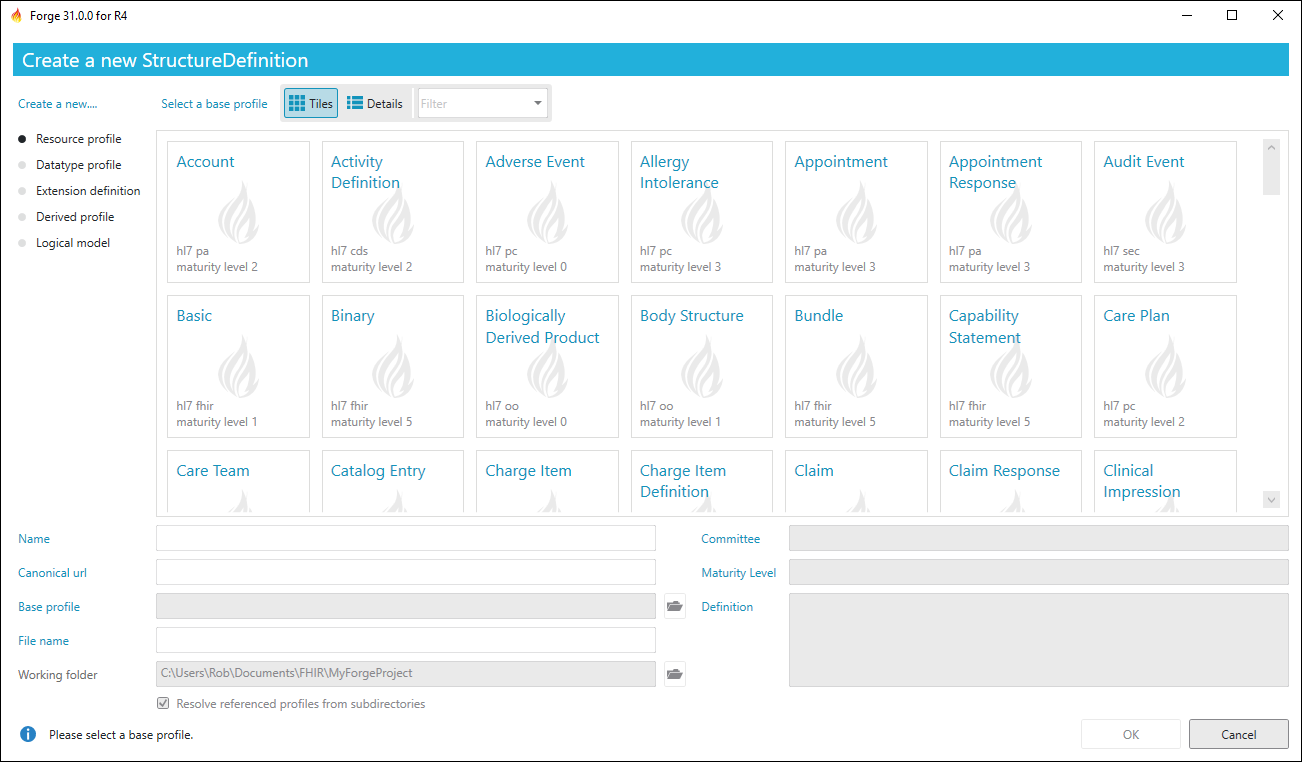 Forge 31.0.0 for R4
Create a new StructureDefinition
Create a new....
Select a base profile
Tiles
Details
Filter
Resource profile
Datatype profile
Extension definition
Derived profile
Logical model
Account
hl7 pa
maturity level 2
Activity
Definition
hl7 cds
maturity level 2
Adverse Event
hl7 pc
maturity level 0
Allergy
Intolerance
hl7 pc
maturity level 3
Appointment
hl7 pa
maturity level 3
Appointment
Response
hl7 pa
maturity level 3
Audit Event
hl7 sec
maturity level 3
Basic
hl7 fhir
maturity level 1
Binary
hl7 fhir
maturity level 5
Biologically
Derived Product
hl7 oo
maturity level 0
Body Structure
hl7 oo
maturity level 1
Bundle
hl7 fhir
maturity level 5
Capability
Statement
hl7 fhir
maturity level 5
Care Plan
hl7 pc
maturity level 2
Care Team
Catalog Entry
Charge Item
Charge Item
Definition
Claim
Claim Response
Clinical
Impression
Name
Canonical url
Base profile
File name
Working folder
C:\Users\Rob\Documents\FHIR\MyForgeProject
Resolve referenced profiles from subdirectories
Committee
Maturity Level
Definition
Please select a base profile.
OK
Cancel